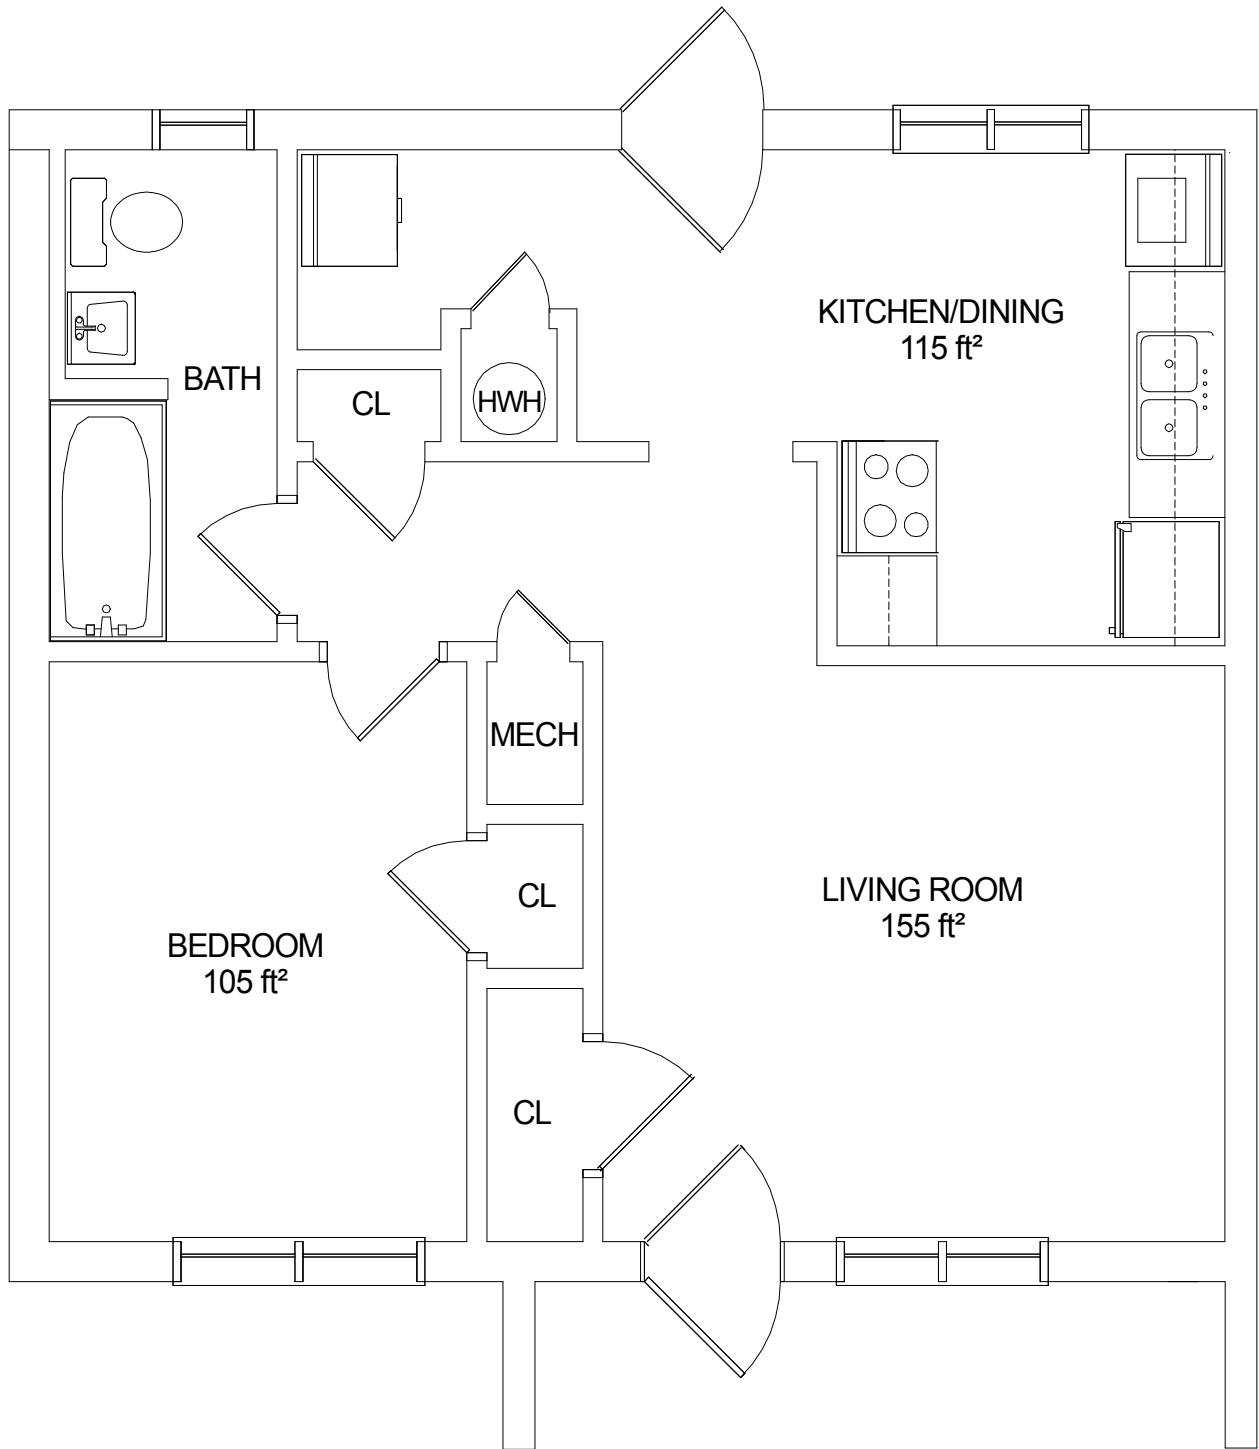 KITCHEN/DINING
115 ft²
BATH
CL
HWH
MECH
CL
LIVING ROOM
155 ft²
BEDROOM
105 ft²
CL